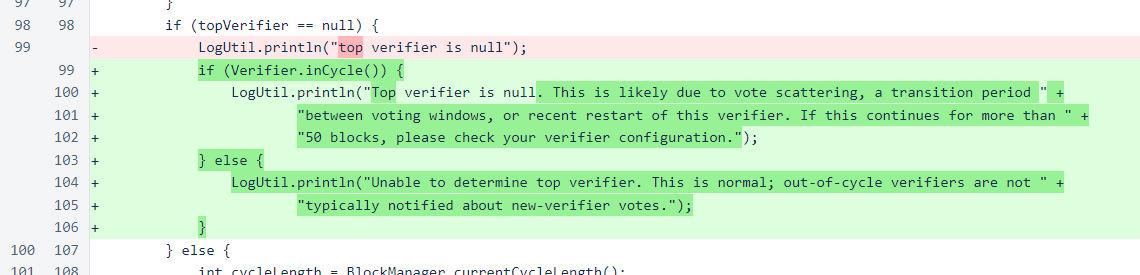 97 97 }
98 98 if (topVerifier == null) {
99 - LogUtil.println("top verifier is null");
99 + if (Verifier.inCycle()) {
100 + LogUtil.println("Top verifier is null. This is likely due to vote scattering, a transition period " +
101 + "between voting windows, or recent restart of this verifier. If this continues for more than " +
102 + "50 blocks, please check your verifier configuration.");
103 + } else {
104 + LogUtil.println("Unable to determine top verifier. This is normal; out-of-cycle verifiers are not " +
105 + "typically notified about new-verifier votes.");
106 + }
100 107 } else {
101 108 int cycleLength = BlockManager.currentCycleLength();